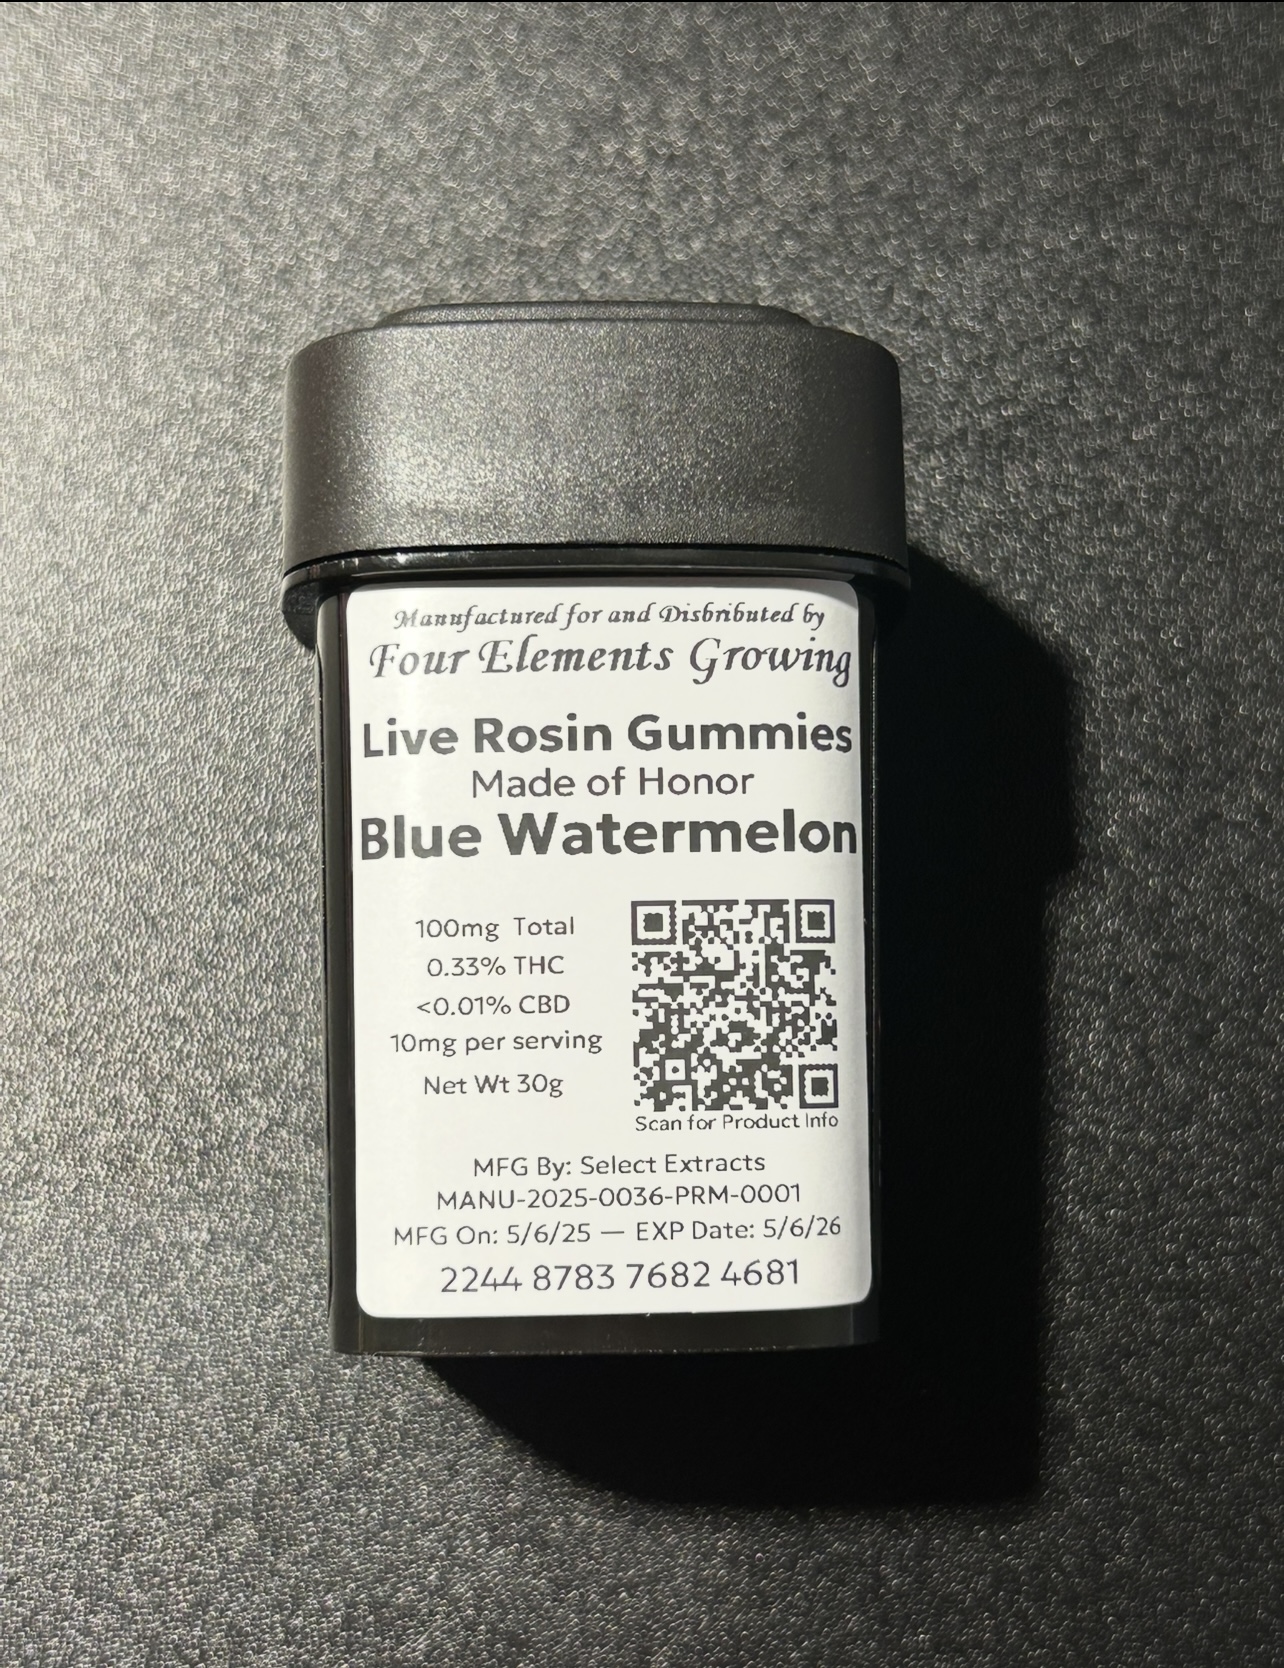 Manufactured for and Disbributed by
Four Elements Growing
Live Rosin Gummies
Made of Honor
Blue Watermelon
100mg Total
0.33% THC
<0.01% CBD
10mg per serving
Net Wt 30g
Scan for Product Info
MFG By: Select Extracts
MANU-2025-0036-PRM-0001
MFG On: 5/6/25 — EXP Date: 5/6/26
2244 8783 7682 4681